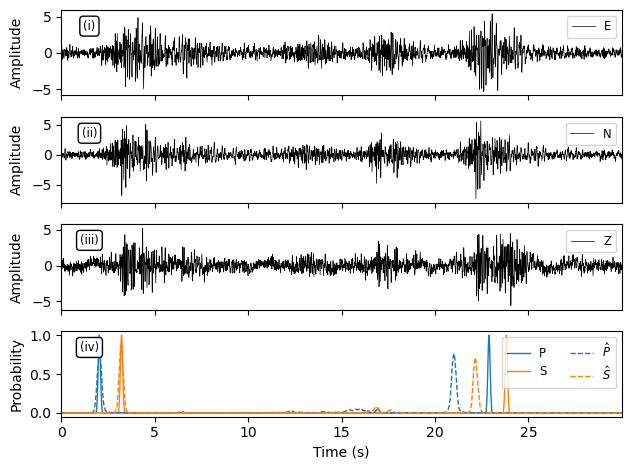 5
0
−5
Amplitude
(i)
E
5
0
−5
Amplitude
(ii)
N
5
0
−5
Amplitude
(iii)
Z
1.0
0.5
0.0
Probability
(iv)
P
S
P̂
Ŝ
0 5 10 15 20 25
Time (s)